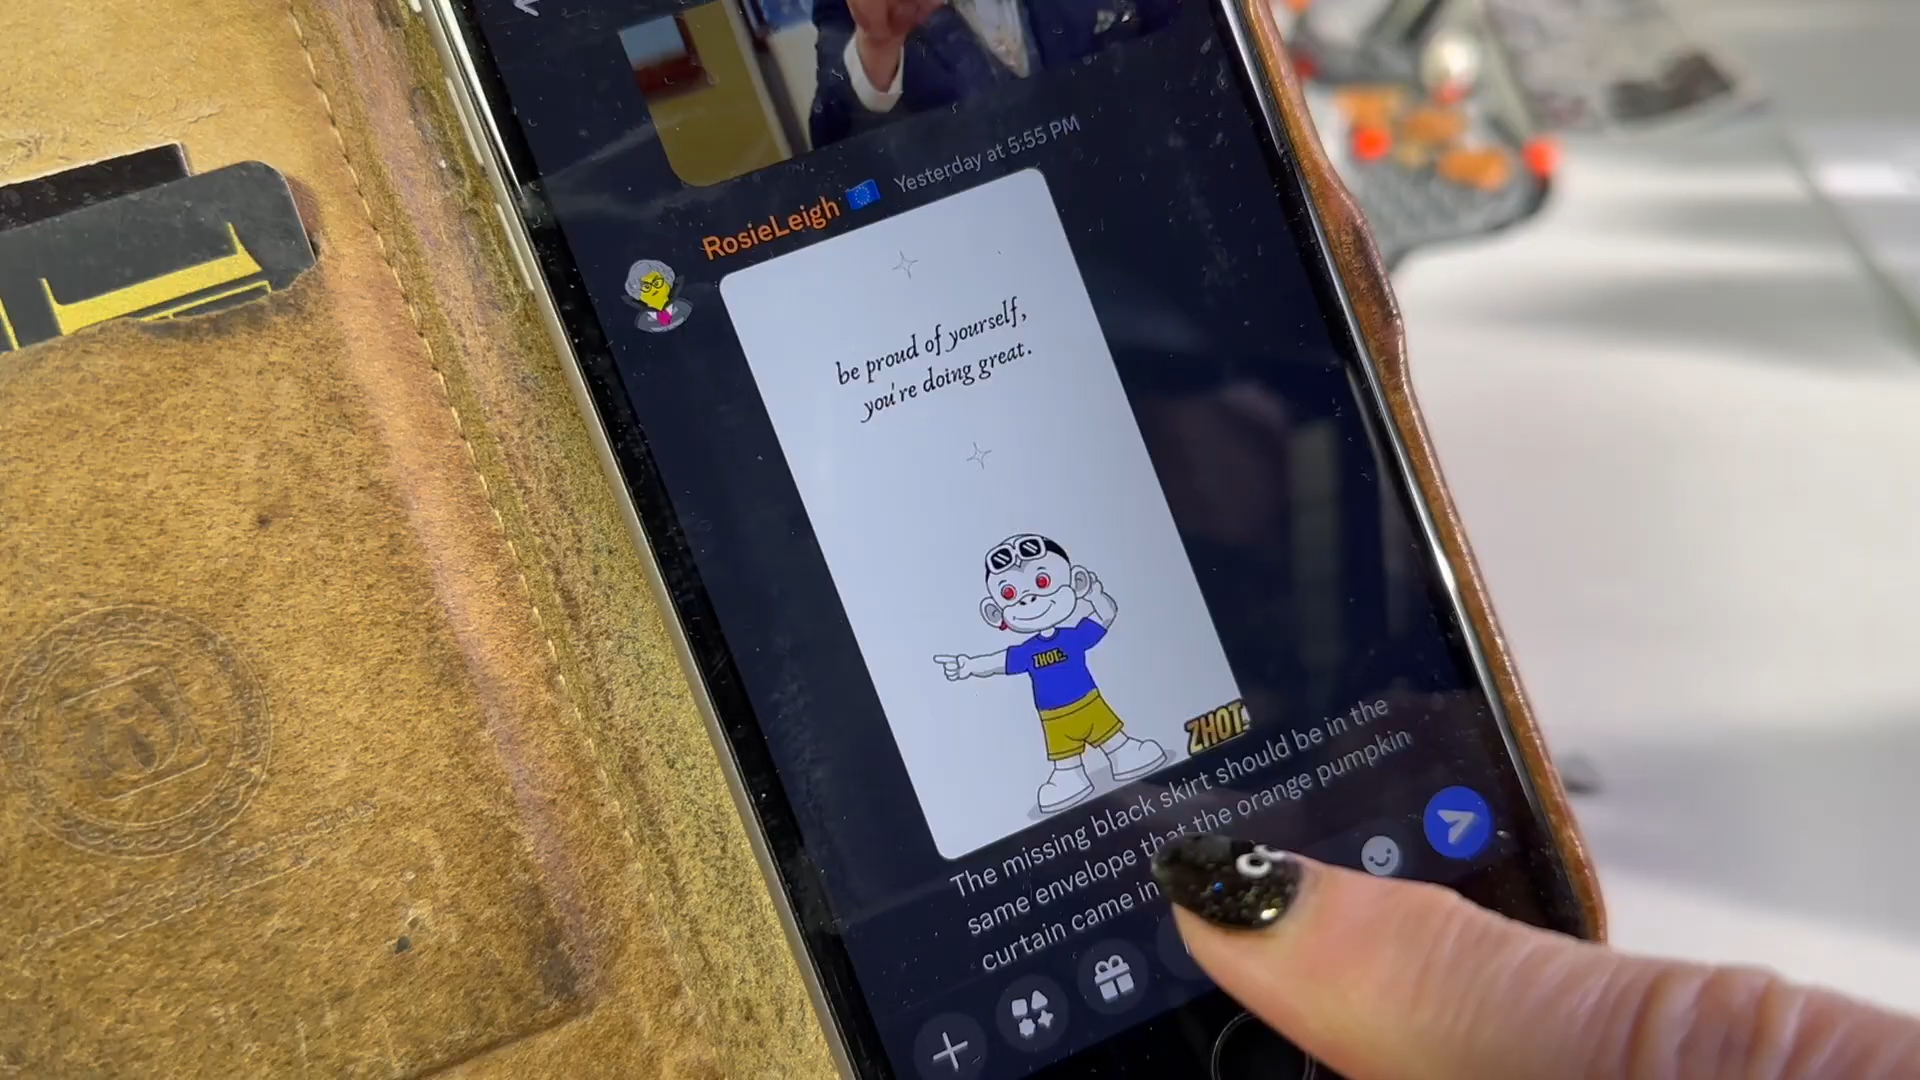 Yesterday at 5:55 PM
RosieLeigh
be proud of yourself,
you're doing great.
ZHOT
ZHOT
The missing black skirt should be in the
same envelope that the orange pumpkin
curtain came in